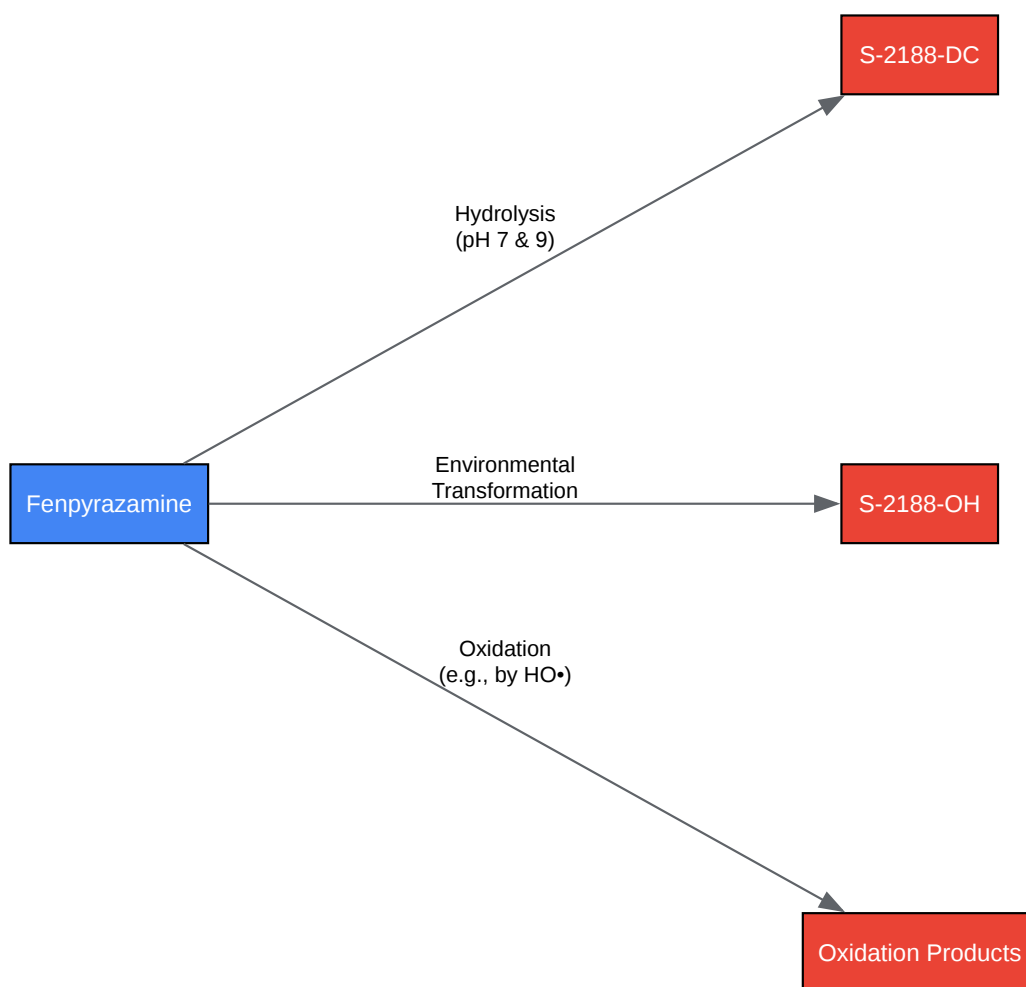 S-2188-DC
Hydrolysis
(pH 7 & 9)
Environmental
Transformation
Fenpyrazamine
S-2188-OH
Oxidation
(e.g., by HO•)
Oxidation Products